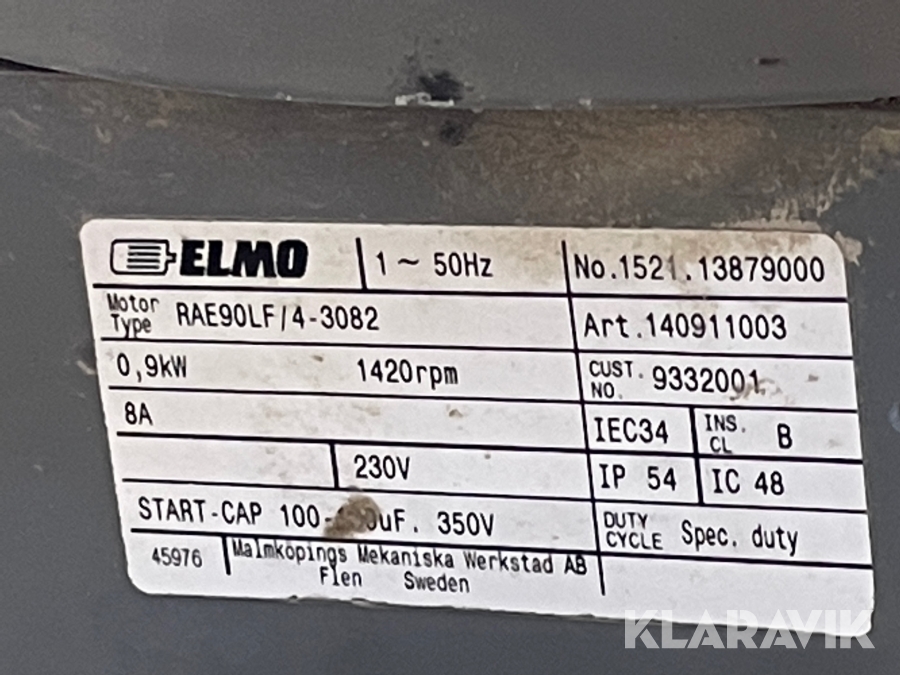 ELMO 1 ~ 50Hz No.1521.13879000
Motor Type RAE90LF/4-3082 Art.140911003
0,9kW 1420rpm CUST. NO. 9332001
8A IEC34 INS. CL B
230V IP 54 IC 48
START-CAP 100- uF. 350V DUTY CYCLE Spec. duty
45976 Malmköpings Mekaniska Werkstad AB
Flen Sweden
KLARAVIK